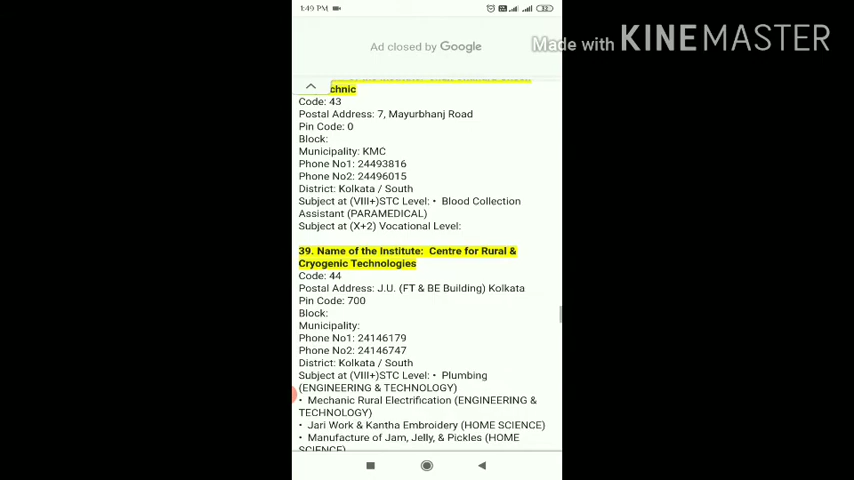 1:49 PM
Ad closed by Google
Made with KINEMASTER
chnic
Code: 43
Postal Address: 7, Mayurbhanj Road
Pin Code: 0
Block:
Municipality: KMC
Phone No1: 24493816
Phone No2: 24496015
District: Kolkata / South
Subject at (VIII+)STC Level: • Blood Collection
Assistant (PARAMEDICAL)
Subject at (X+2) Vocational Level:
39. Name of the Institute: Centre for Rural &
Cryogenic Technologies
Code: 44
Postal Address: J.U. (FT & BE Building) Kolkata
Pin Code: 700
Block:
Municipality:
Phone No1: 24146179
Phone No2: 24146747
District: Kolkata / South
Subject at (VIII+)STC Level: • Plumbing
(ENGINEERING & TECHNOLOGY)
• Mechanic Rural Electrification (ENGINEERING &
TECHNOLOGY)
• Jari Work & Kantha Embroidery (HOME SCIENCE)
• Manufacture of Jam, Jelly, & Pickles (HOME
SCIENCE)